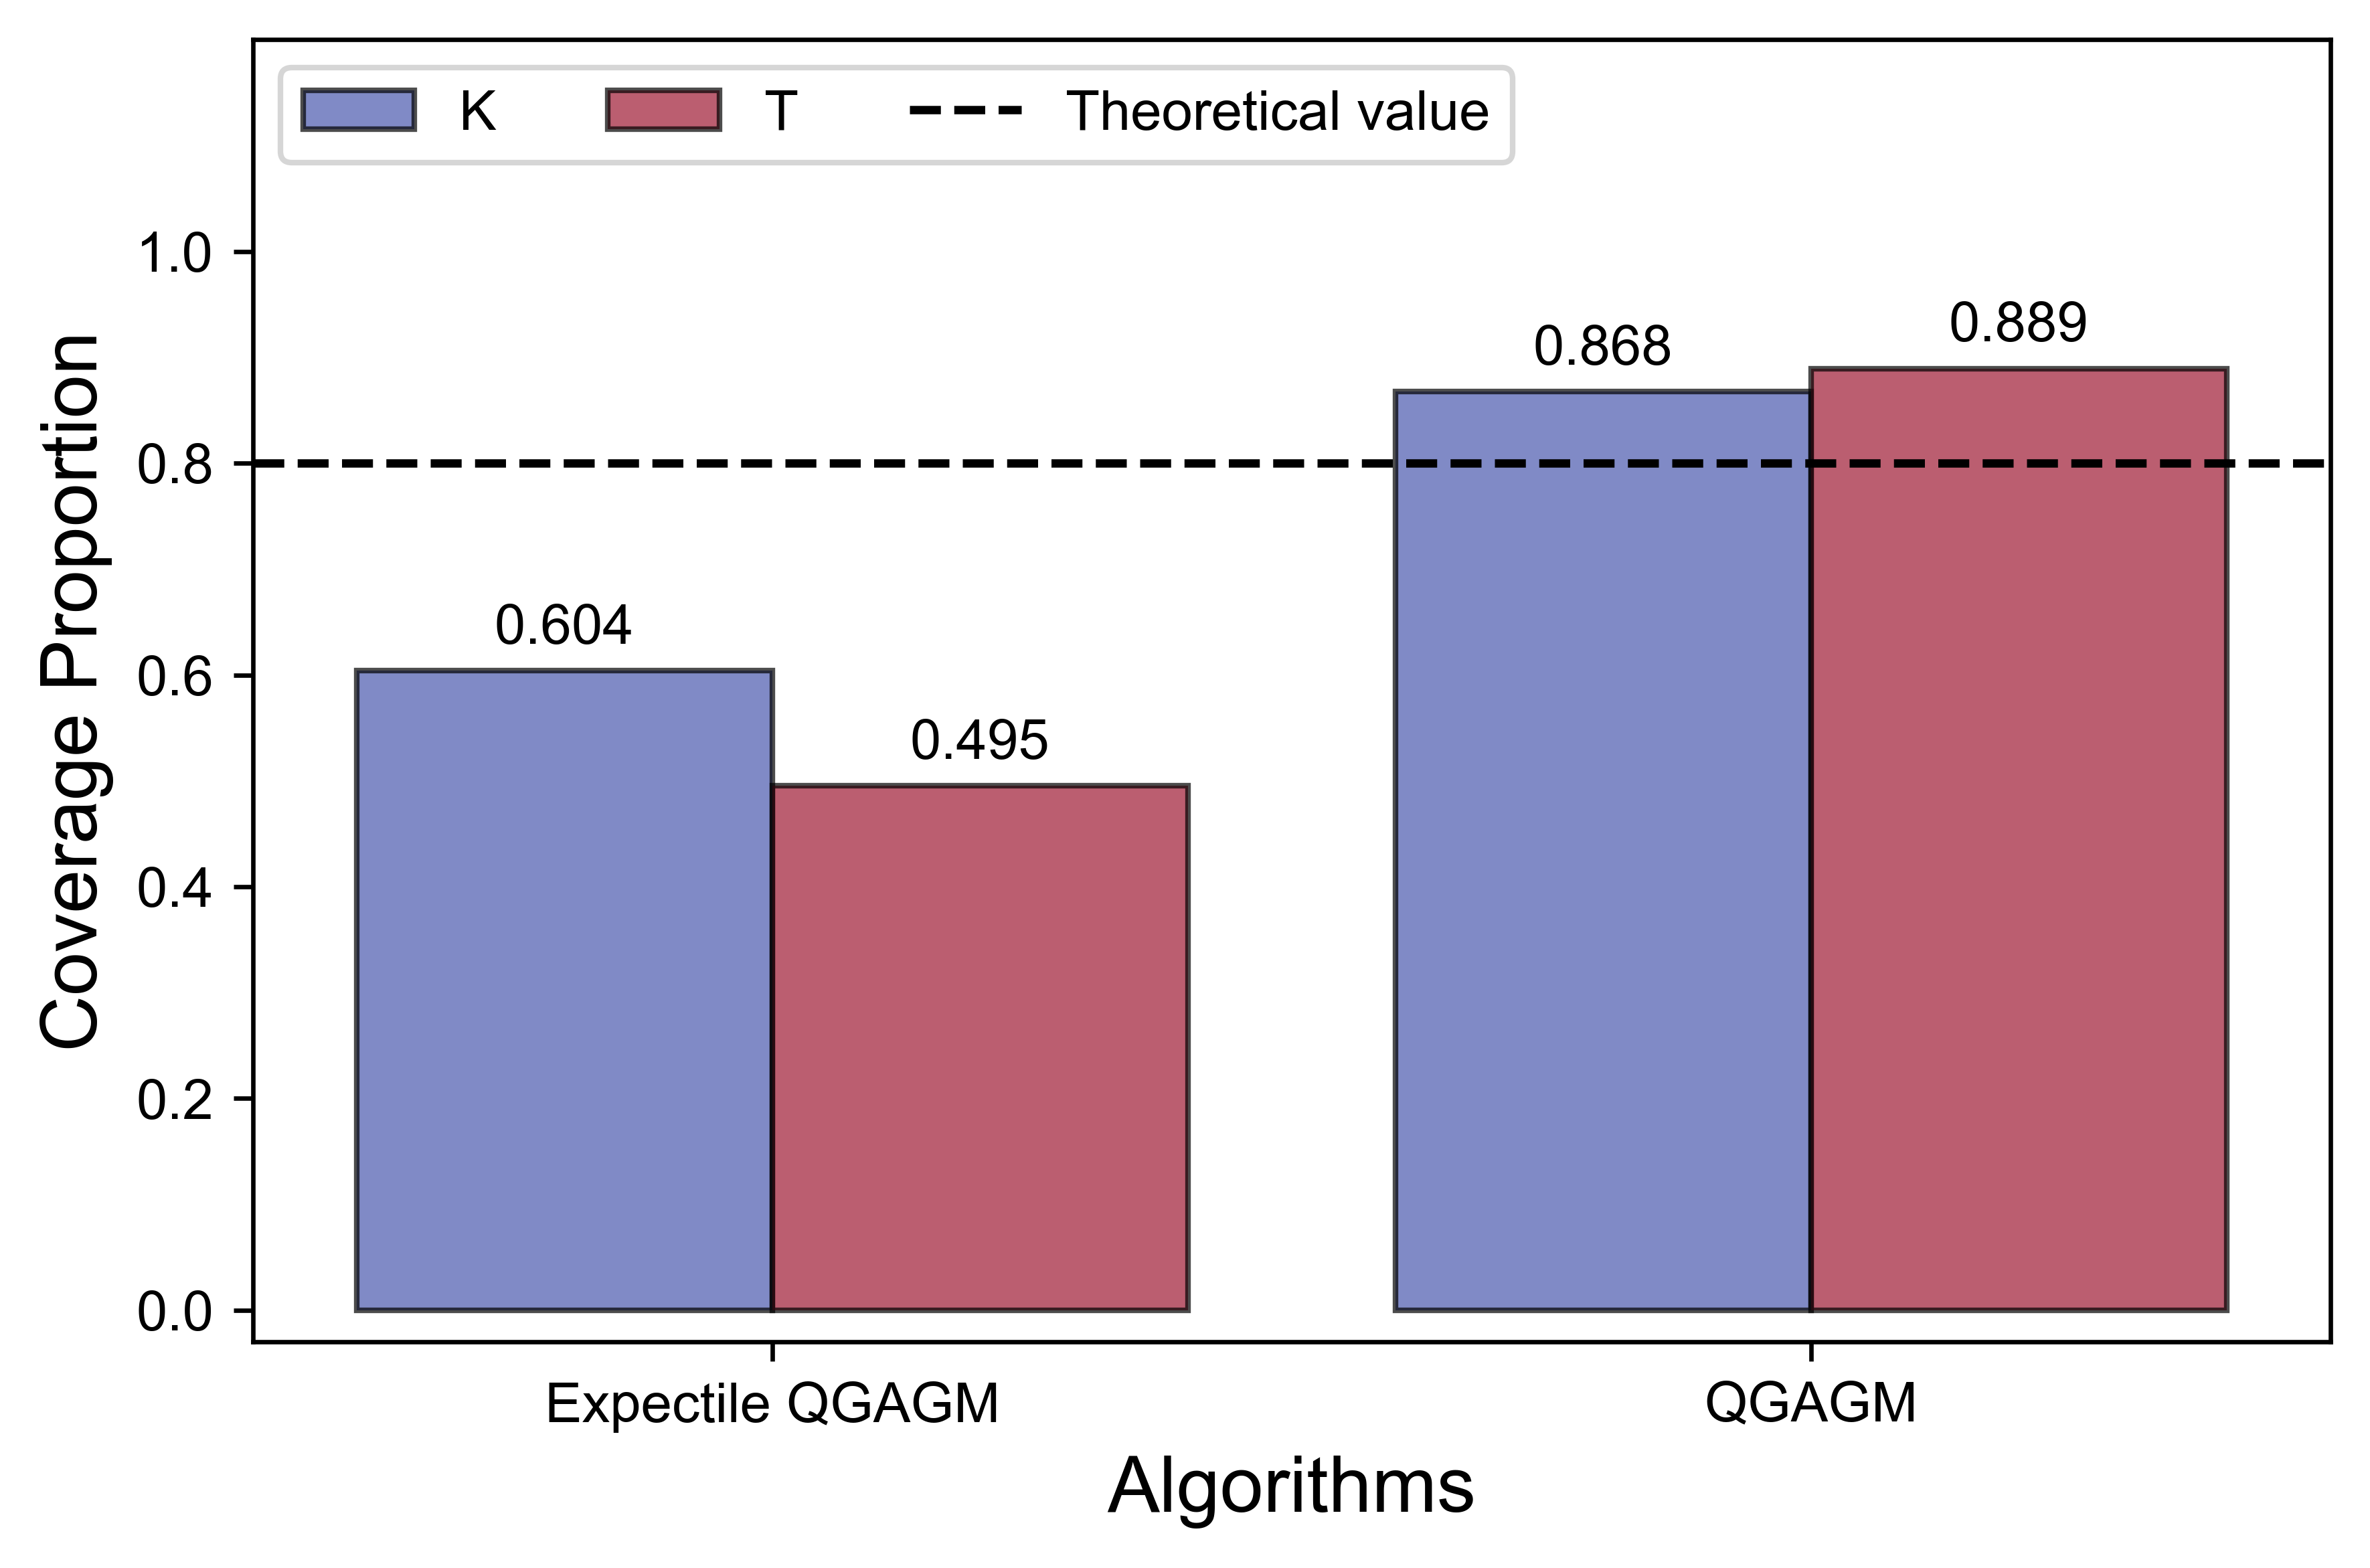 K T Theoretical value
Coverage Proportion
1.0
0.8
0.6
0.4
0.2
0.0
0.604
0.495
0.868
0.889
Expectile QGAGM
QGAGM
Algorithms